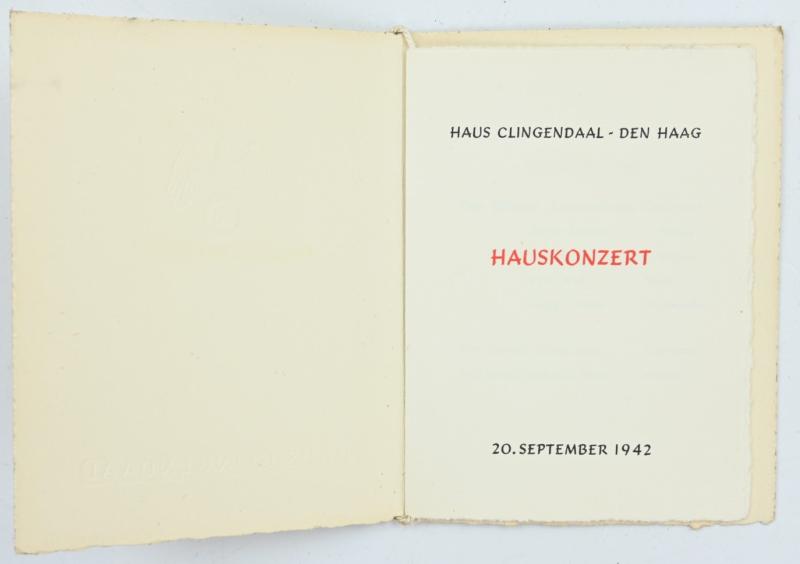 HAUS CLINGENDAAL - DEN HAAG
HAUSKONZERT
20. SEPTEMBER 1942